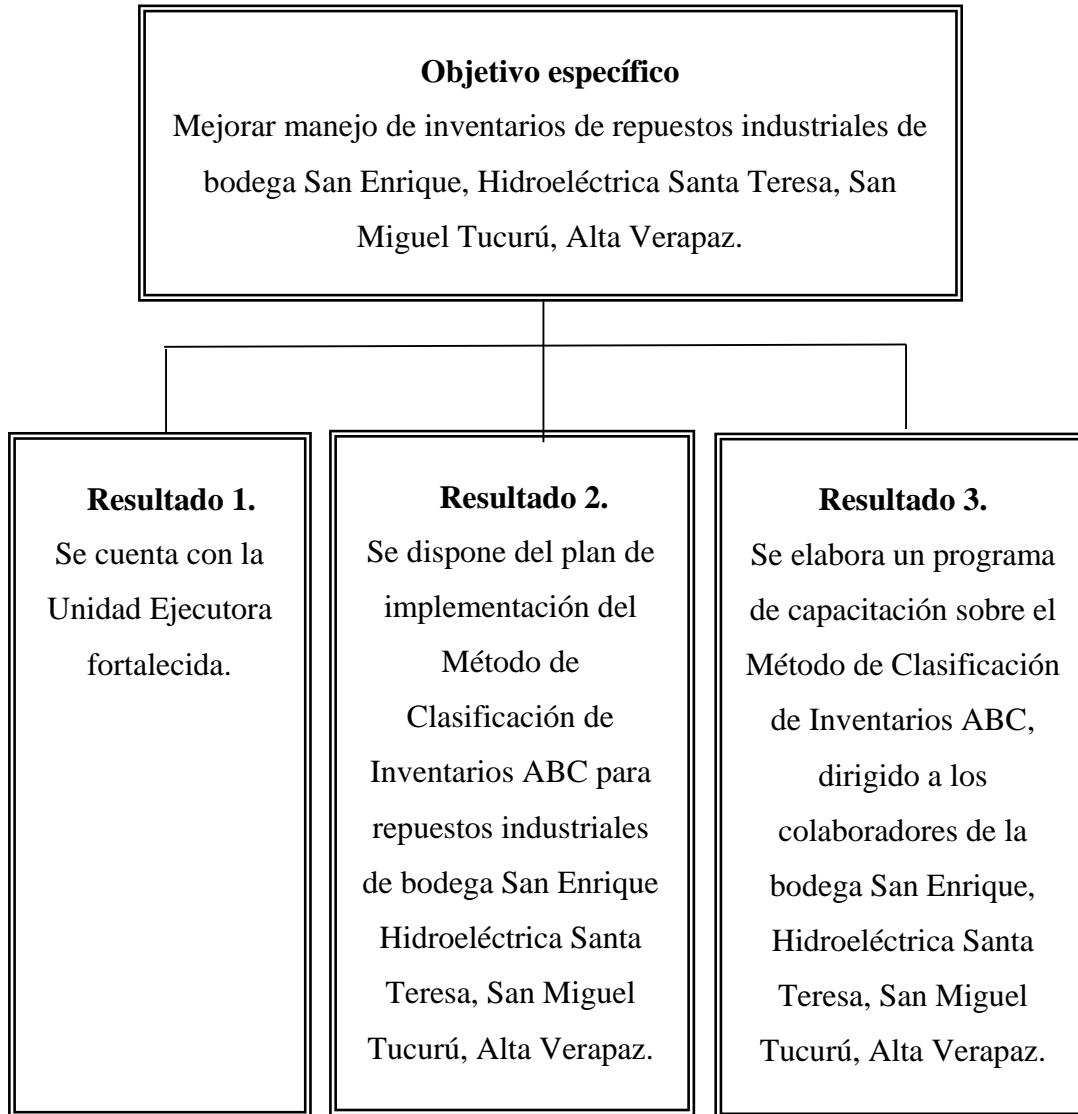 Objetivo específico
Mejorar manejo de inventarios de repuestos industriales de
bodega San Enrique, Hidroeléctrica Santa Teresa, San
Miguel Tucurú, Alta Verapaz.
Resultado 1.
Se cuenta con la
Unidad Ejecutora
fortalecida.
Resultado 2.
Se dispone del plan de
implementación del
Método de
Clasificación de
Inventarios ABC para
repuestos industriales
de bodega San Enrique
Hidroeléctrica Santa
Teresa, San Miguel
Tucurú, Alta Verapaz.
Resultado 3.
Se elabora un programa
de capacitación sobre el
Método de Clasificación
de Inventarios ABC,
dirigido a los
colaboradores de la
bodega San Enrique,
Hidroeléctrica Santa
Teresa, San Miguel
Tucurú, Alta Verapaz.